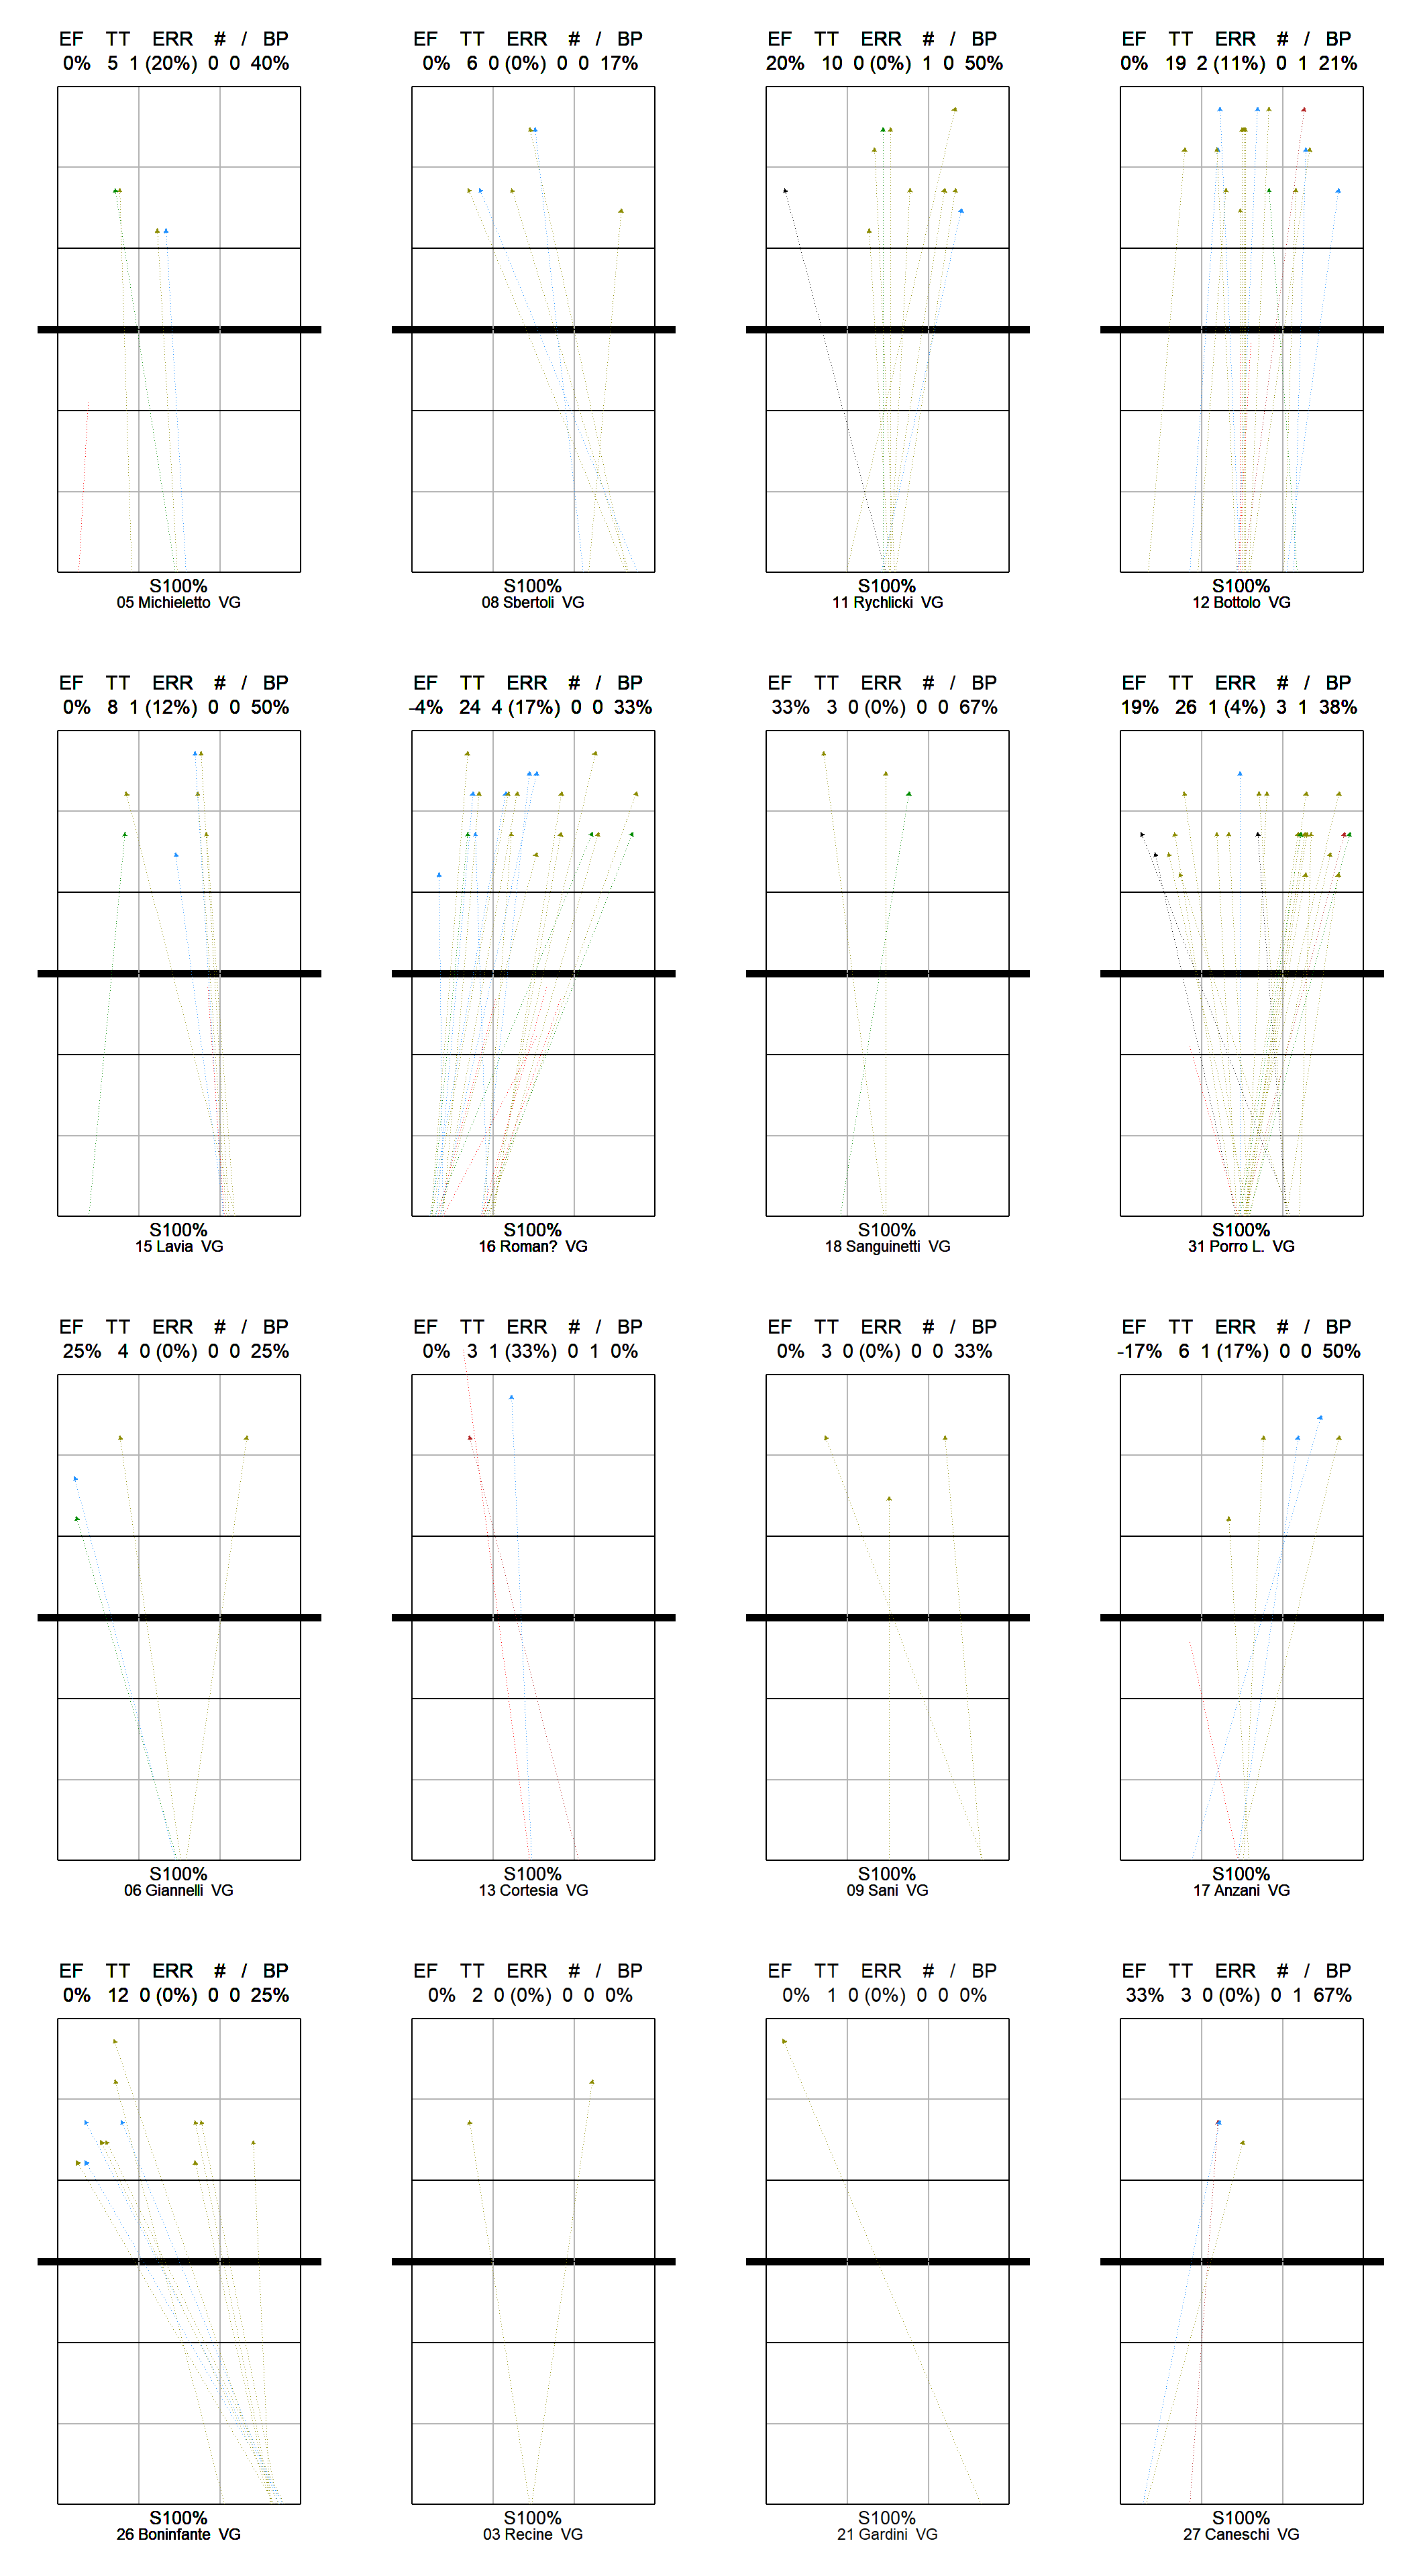 EF TT ERR # / BP
0% 5 1 (20%) 0 0 40%
S100%
05 Michieletto VG
EF TT ERR # / BP
0% 6 0 (0%) 0 0 17%
S100%
08 Sbertoli VG
EF TT ERR # / BP
20% 10 0 (0%) 1 0 50%
S100%
11 Rychlicki VG
EF TT ERR # / BP
0% 19 2 (11%) 0 1 21%
S100%
12 Bottolo VG
EF TT ERR # / BP
0% 8 1 (12%) 0 0 50%
S100%
15 Lavia VG
EF TT ERR # / BP
-4% 24 4 (17%) 0 0 33%
S100%
16 Roman? VG
EF TT ERR # / BP
33% 3 0 (0%) 0 0 67%
S100%
18 Sanguinetti VG
EF TT ERR # / BP
19% 26 1 (4%) 3 1 38%
S100%
31 Porro L. VG
EF TT ERR # / BP
25% 4 0 (0%) 0 0 25%
S100%
06 Giannelli VG
EF TT ERR # / BP
0% 3 1 (33%) 0 1 0%
S100%
13 Cortesia VG
EF TT ERR # / BP
0% 3 0 (0%) 0 0 33%
S100%
09 Sani VG
EF TT ERR # / BP
-17% 6 1 (17%) 0 0 50%
S100%
17 Anzani VG
EF TT ERR # / BP
0% 12 0 (0%) 0 0 25%
S100%
26 Boninfante VG
EF TT ERR # / BP
0% 2 0 (0%) 0 0 0%
S100%
03 Recine VG
EF TT ERR # / BP
0% 1 0 (0%) 0 0 0%
S100%
21 Gardini VG
EF TT ERR # / BP
33% 3 0 (0%) 0 1 67%
S100%
27 Caneschi VG